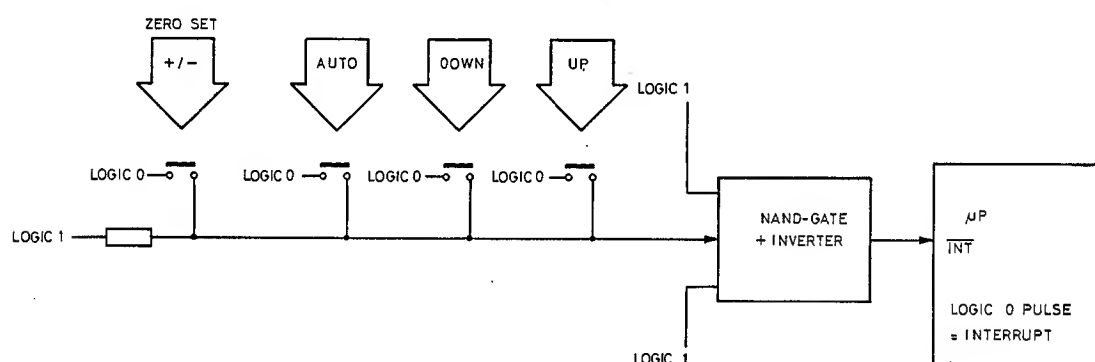 ZERO SET
+/-
AUTO
DOWN
UP
LOGIC 1
LOGIC 0
LOGIC 0
LOGIC 0
LOGIC 0
LOGIC 1
NAND-GATE
+ INVERTER
µP
INT
LOGIC 0 PULSE
= INTERRUPT
LOGIC 1